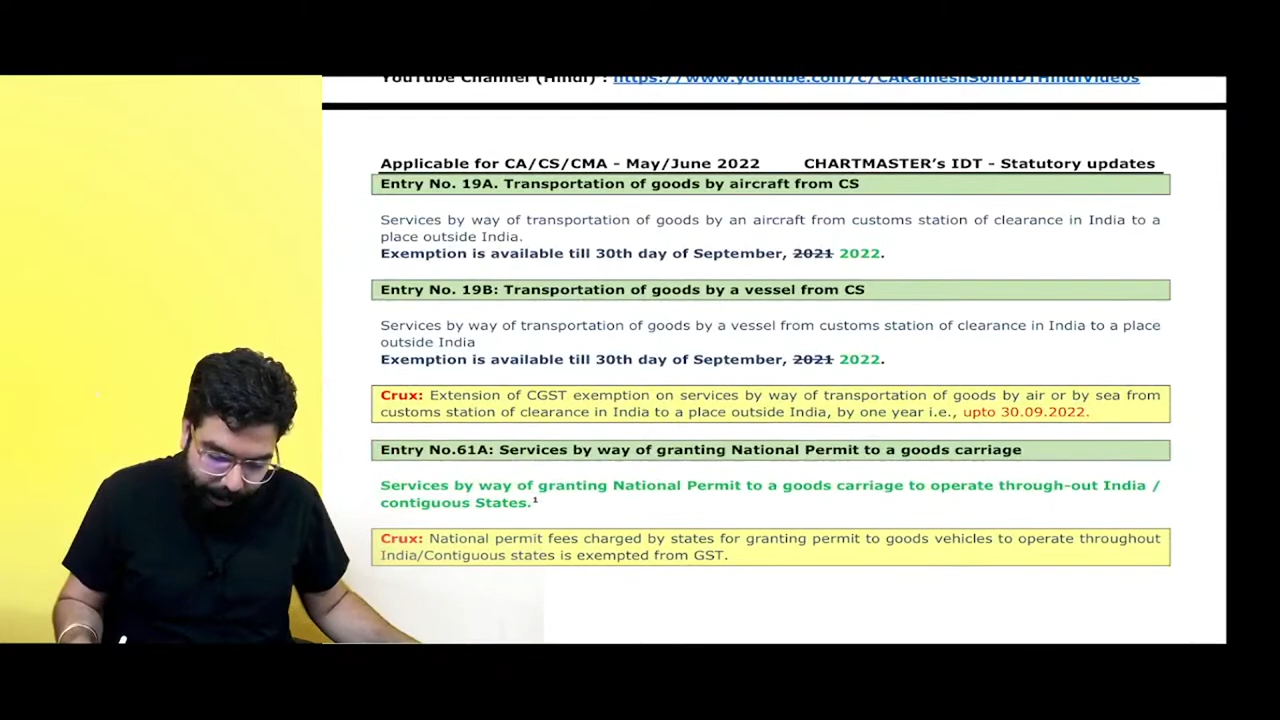 YouTube Channel (Hindi) : https://www.youtube.com/c/CARameshSoniIDTHindiVideos
Applicable for CA/CS/CMA - May/June 2022 CHARTMASTER’s IDT - Statutory updates
Entry No. 19A. Transportation of goods by aircraft from CS
Services by way of transportation of goods by an aircraft from customs station of clearance in India to a
place outside India.
Exemption is available till 30th day of September, 2021 2022.
Entry No. 19B: Transportation of goods by a vessel from CS
Services by way of transportation of goods by a vessel from customs station of clearance in India to a place
outside India
Exemption is available till 30th day of September, 2021 2022.
Crux: Extension of CGST exemption on services by way of transportation of goods by air or by sea from
customs station of clearance in India to a place outside India, by one year i.e., upto 30.09.2022.
Entry No.61A: Services by way of granting National Permit to a goods carriage
Services by way of granting National Permit to a goods carriage to operate through-out India /
contiguous States.¹
Crux: National permit fees charged by states for granting permit to goods vehicles to operate throughout
India/Contiguous states is exempted from GST.